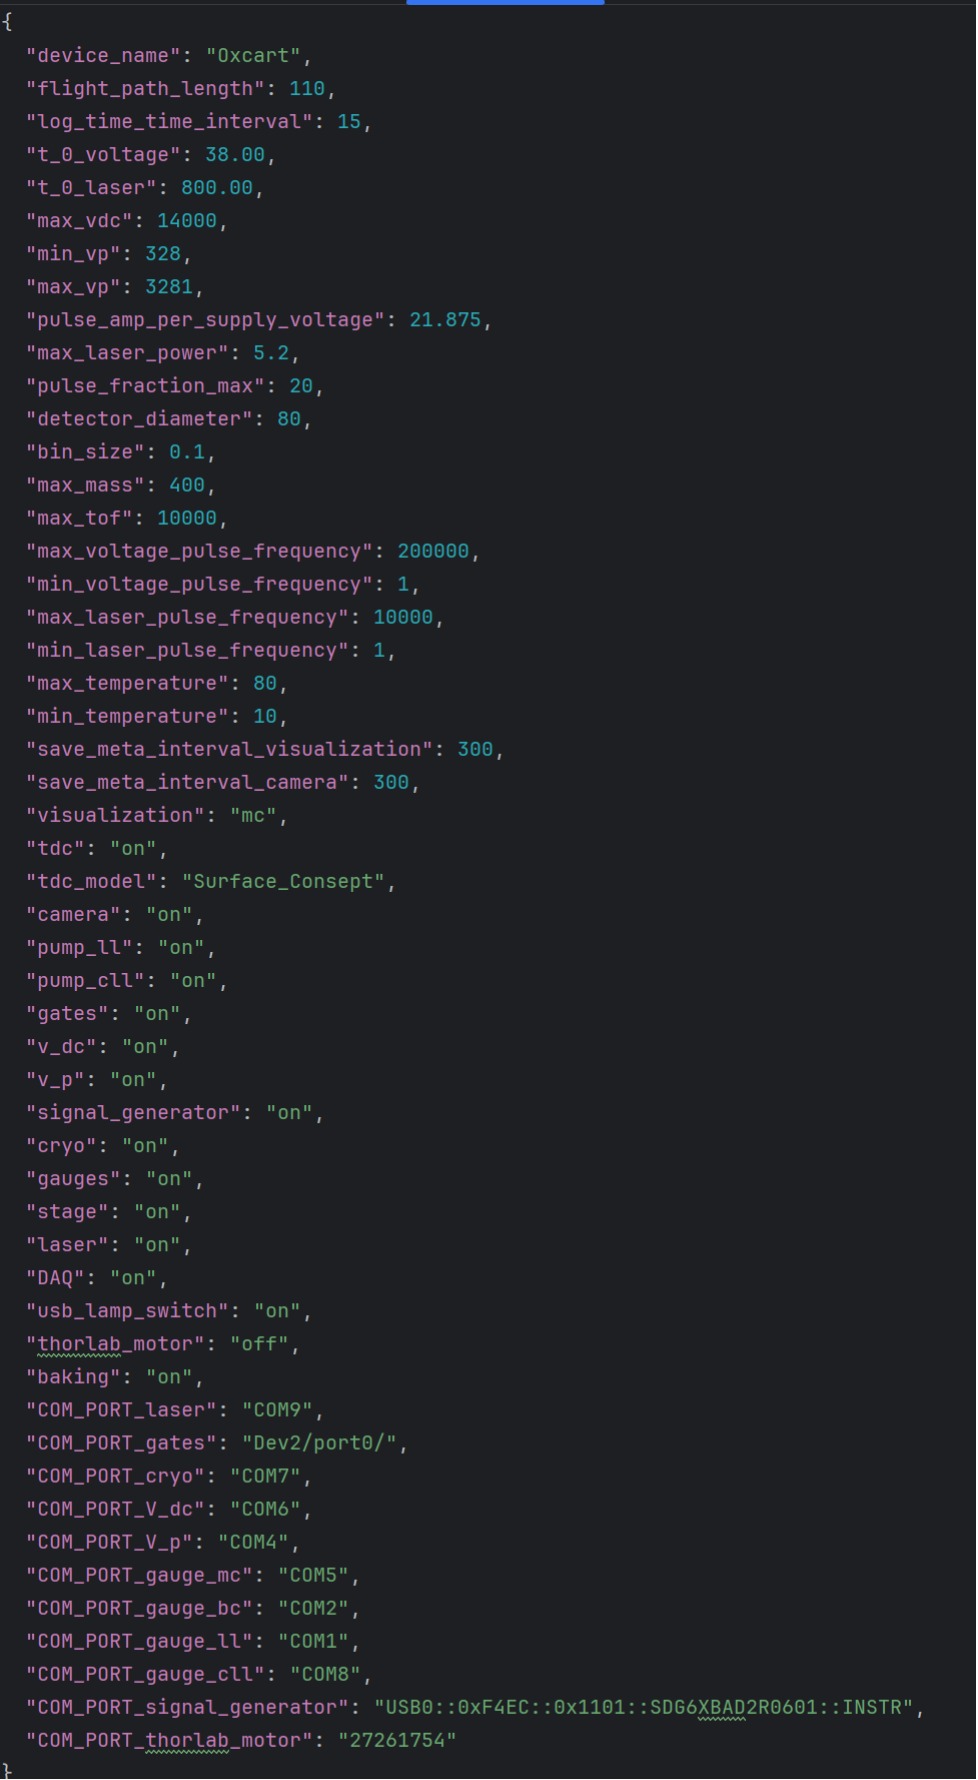 {
  "device_name": "Oxcart",
  "flight_path_length": 110,
  "log_time_time_interval": 15,
  "t_0_voltage": 38.00,
  "t_0_laser": 800.00,
  "max_vdc": 14000,
  "min_vp": 328,
  "max_vp": 3281,
  "pulse_amp_per_supply_voltage": 21.875,
  "max_laser_power": 5.2,
  "pulse_fraction_max": 20,
  "detector_diameter": 80,
  "bin_size": 0.1,
  "max_mass": 400,
  "max_tof": 10000,
  "max_voltage_pulse_frequency": 200000,
  "min_voltage_pulse_frequency": 1,
  "max_laser_pulse_frequency": 10000,
  "min_laser_pulse_frequency": 1,
  "max_temperature": 80,
  "min_temperature": 10,
  "save_meta_interval_visualization": 300,
  "save_meta_interval_camera": 300,
  "visualization": "mc",
  "tdc": "on",
  "tdc_model": "Surface_Consept",
  "camera": "on",
  "pump_ll": "on",
  "pump_cll": "on",
  "gates": "on",
  "v_dc": "on",
  "v_p": "on",
  "signal_generator": "on",
  "cryo": "on",
  "gauges": "on",
  "stage": "on",
  "laser": "on",
  "DAQ": "on",
  "usb_lamp_switch": "on",
  "thorlab_motor": "off",
  "baking": "on",
  "COM_PORT_laser": "COM9",
  "COM_PORT_gates": "Dev2/port0/",
  "COM_PORT_cryo": "COM7",
  "COM_PORT_V_dc": "COM6",
  "COM_PORT_V_p": "COM4",
  "COM_PORT_gauge_mc": "COM5",
  "COM_PORT_gauge_bc": "COM2",
  "COM_PORT_gauge_ll": "COM1",
  "COM_PORT_gauge_cll": "COM8",
  "COM_PORT_signal_generator": "USB0::0xF4EC::0x1101::SDG6XBAD2R0601::INSTR",
  "COM_PORT_thorlab_motor": "27261754"
}